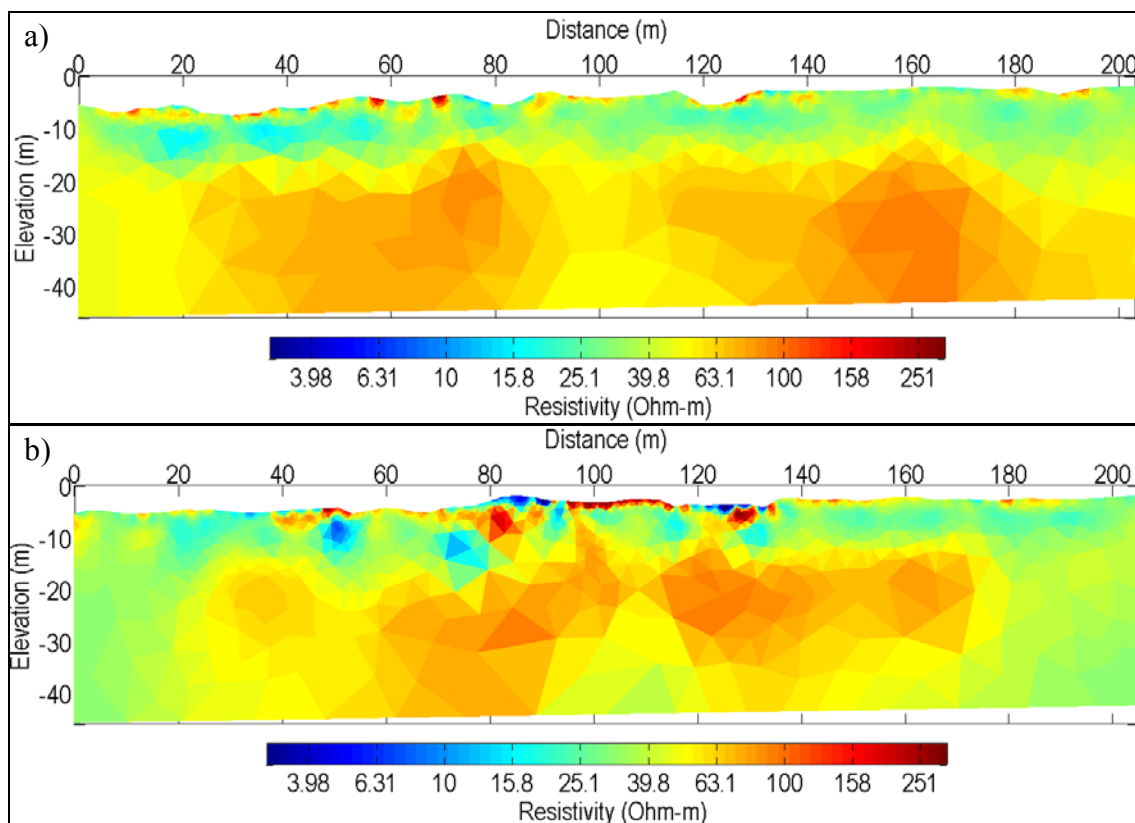 a)
Distance (m)
0 20 40 60 80 100 120 140 160 180 200
0
-10
-20
-30
-40
Elevation (m)
3.98 6.31 10 15.8 25.1 39.8 63.1 100 158 251
Resistivity (Ohm-m)
b)
Distance (m)
0 20 40 60 80 100 120 140 160 180 200
0
-10
-20
-30
-40
Elevation (m)
3.98 6.31 10 15.8 25.1 39.8 63.1 100 158 251
Resistivity (Ohm-m)